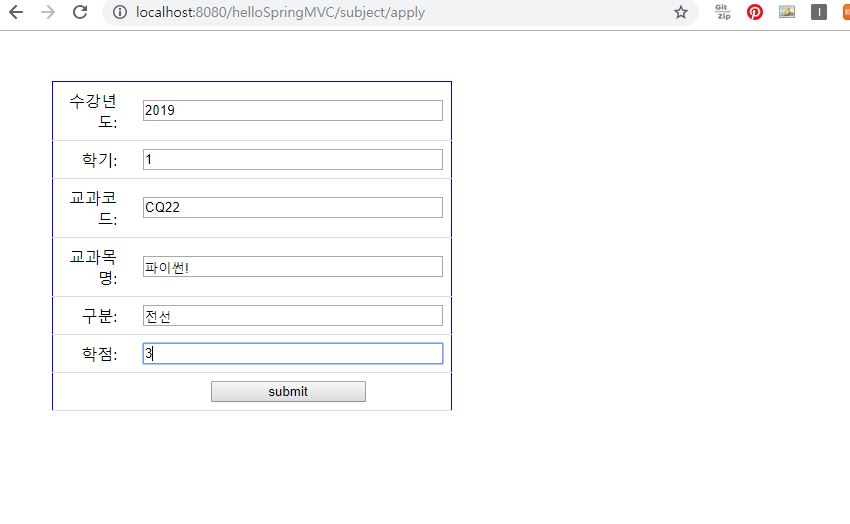 localhost:8080/helloSpringMVC/subject/apply
Git
Zip
수강년
도:
2019
학기:
1
교과코
드:
CQ22
교과목
명:
파이썬!
구분:
전선
학점:
3
submit